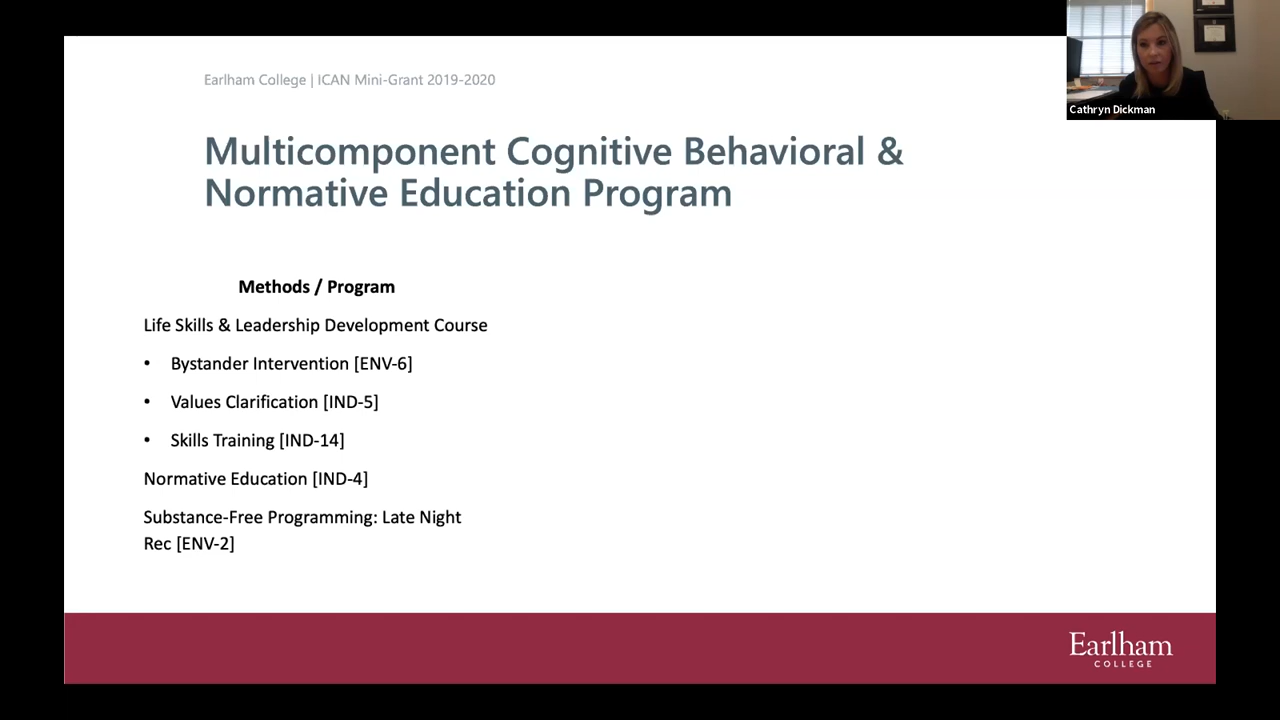 Earlham College | ICAN Mini-Grant 2019-2020
Cathryn Dickman
Multicomponent Cognitive Behavioral &
Normative Education Program
Methods / Program
Life Skills & Leadership Development Course
• Bystander Intervention [ENV-6]
• Values Clarification [IND-5]
• Skills Training [IND-14]
Normative Education [IND-4]
Substance-Free Programming: Late Night
Rec [ENV-2]
Earlham
COLLEGE